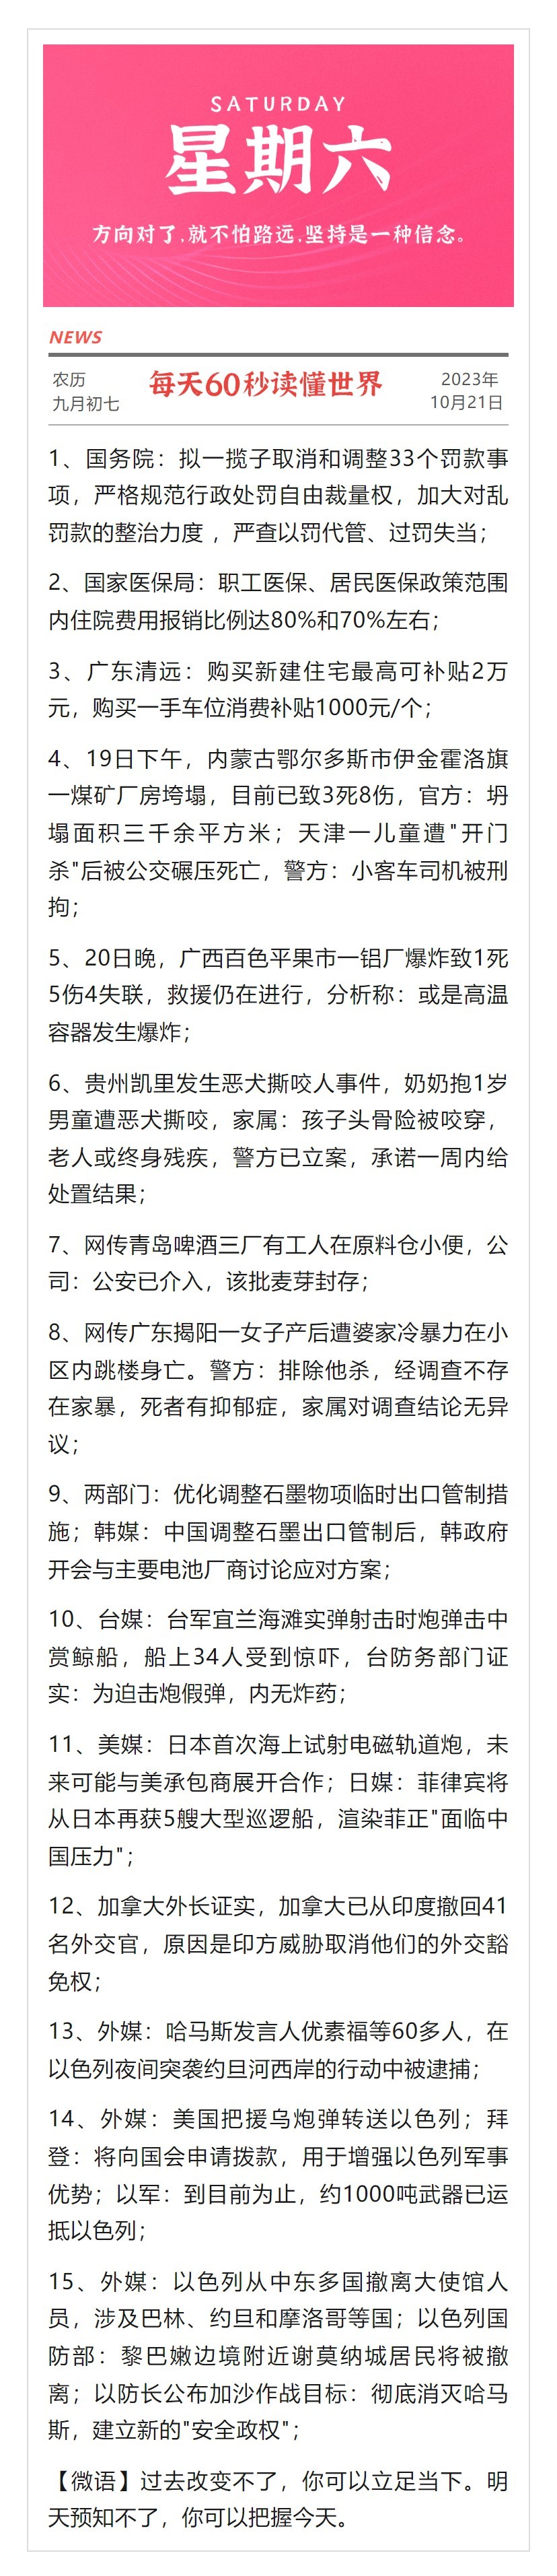 SATURDAY
星期六
方向对了,就不怕路远,坚持是一种信念。
NEWS
农历
九月初七
每天60秒读懂世界
2023年
10月21日
1、国务院：拟一揽子取消和调整33个罚款事
项，严格规范行政处罚自由裁量权，加大对乱
罚款的整治力度 ，严查以罚代管、过罚失当；
2、国家医保局：职工医保、居民医保政策范围
内住院费用报销比例达80%和70%左右；
3、广东清远：购买新建住宅最高可补贴2万
元，购买一手车位消费补贴1000元/个；
4、19日下午，内蒙古鄂尔多斯市伊金霍洛旗
一煤矿厂房垮塌，目前已致3死8伤，官方：坍
塌面积三千余平方米；天津一儿童遭"开门
杀"后被公交碾压死亡，警方：小客车司机被刑
拘；
5、20日晚，广西百色平果市一铝厂爆炸致1死
5伤4失联，救援仍在进行，分析称：或是高温
容器发生爆炸；
6、贵州凯里发生恶犬撕咬人事件，奶奶抱1岁
男童遭恶犬撕咬，家属：孩子头骨险被咬穿，
老人或终身残疾，警方已立案，承诺一周内给
处置结果；
7、网传青岛啤酒三厂有工人在原料仓小便，公
司：公安已介入，该批麦芽封存；
8、网传广东揭阳一女子产后遭婆家冷暴力在小
区内跳楼身亡。警方：排除他杀，经调查不存
在家暴，死者有抑郁症，家属对调查结论无异
议；
9、两部门：优化调整石墨物项临时出口管制措
施；韩媒：中国调整石墨出口管制后，韩政府
开会与主要电池厂商讨论应对方案；
10、台媒：台军宜兰海滩实弹射击时炮弹击中
赏鲸船，船上34人受到惊吓，台防务部门证
实：为迫击炮假弹，内无炸药；
11、美媒：日本首次海上试射电磁轨道炮，未
来可能与美承包商展开合作；日媒：菲律宾将
从日本再获5艘大型巡逻船，渲染菲正"面临中
国压力"；
12、加拿大外长证实，加拿大已从印度撤回41
名外交官，原因是印方威胁取消他们的外交豁
免权；
13、外媒：哈马斯发言人优素福等60多人，在
以色列夜间突袭约旦河西岸的行动中被逮捕；
14、外媒：美国把援乌炮弹转送以色列；拜
登：将向国会申请拨款，用于增强以色列军事
优势；以军：到目前为止，约1000吨武器已运
抵以色列；
15、外媒：以色列从中东多国撤离大使馆人
员，涉及巴林、约旦和摩洛哥等国；以色列国
防部：黎巴嫩边境附近谢莫纳城居民将被撤
离；以防长公布加沙作战目标：彻底消灭哈马
斯，建立新的"安全政权"；
【微语】过去改变不了，你可以立足当下。明
天预知不了，你可以把握今天。